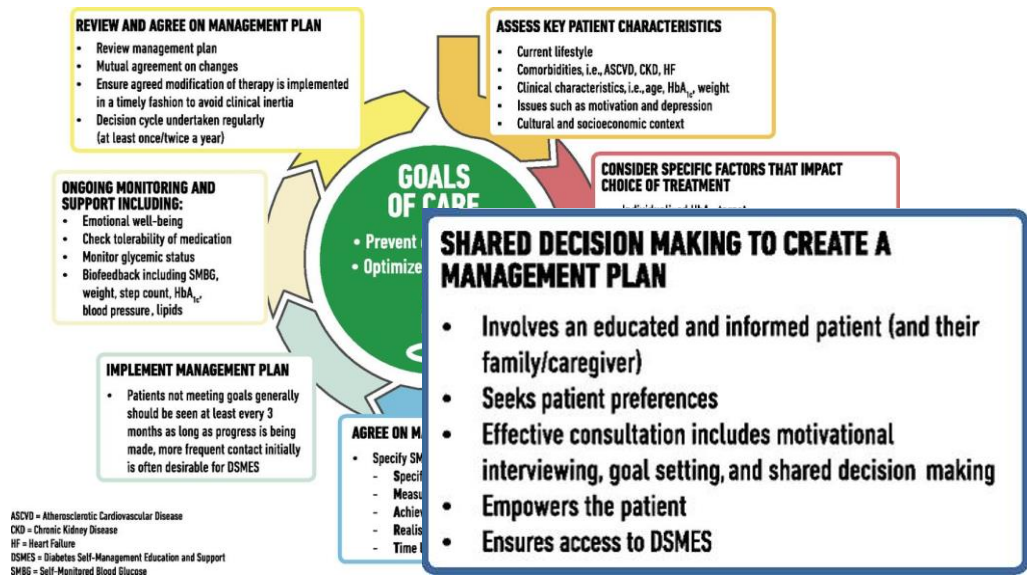 REVIEW AND AGREE ON MANAGEMENT PLAN
• Review management plan
• Mutual agreement on changes
• Ensure agreed modification of therapy is implemented
in a timely fashion to avoid clinical inertia
• Decision cycle undertaken regularly
(at least once/twice a year)
ASSESS KEY PATIENT CHARACTERISTICS
• Current lifestyle
• Comorbidities, i.e., ASCVD, CKD, HF
• Clinical characteristics, i.e., age, HbA1c, weight
• Issues such as motivation and depression
• Cultural and socioeconomic context
CONSIDER SPECIFIC FACTORS THAT IMPACT
CHOICE OF TREATMENT
GOALS
OF CARE
• Prevent
• Optimize
ONGOING MONITORING AND
SUPPORT INCLUDING:
• Emotional well-being
• Check tolerability of medication
• Monitor glycemic status
• Biofeedback including SMBG,
weight, step count, HbA1c,
blood pressure, lipids
SHARED DECISION MAKING TO CREATE A
MANAGEMENT PLAN
• Involves an educated and informed patient (and their
family/caregiver)
• Seeks patient preferences
• Effective consultation includes motivational
interviewing, goal setting, and shared decision making
• Empowers the patient
• Ensures access to DSMES
IMPLEMENT MANAGEMENT PLAN
• Patients not meeting goals generally
should be seen at least every 3
months as long as progress is being
made, more frequent contact initially
is often desirable for DSMES
AGREE ON
• Specify
-
-
-
-
- Time
ASCVD = Atherosclerotic Cardiovascular Disease
CKD = Chronic Kidney Disease
HF = Heart Failure
DSMES = Diabetes Self-Management Education and Support
SMBG = Self-Monitored Blood Glucose